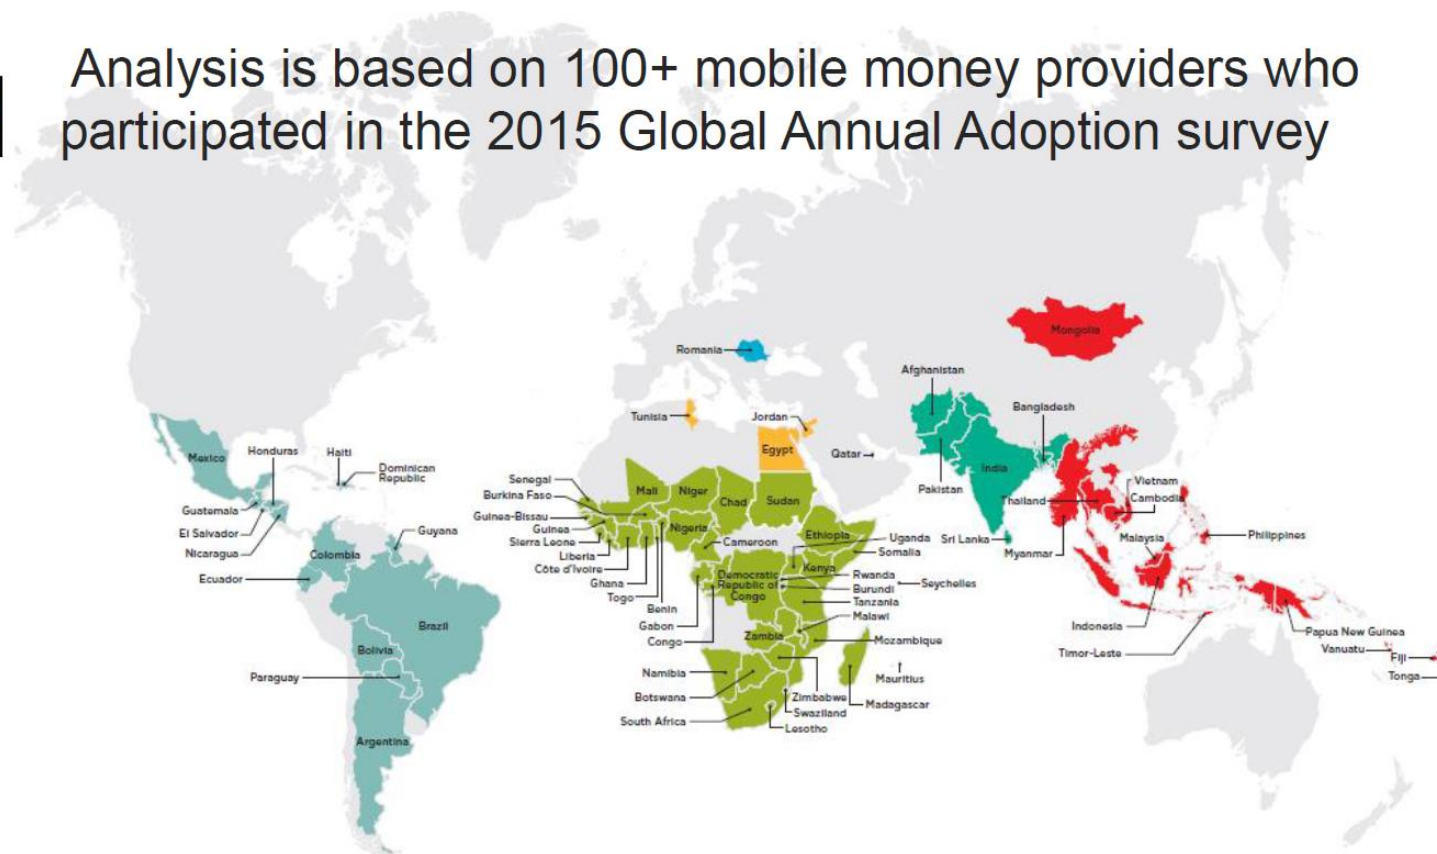 Analysis is based on 100+ mobile money providers who
participated in the 2015 Global Annual Adoption survey
Mongolia
Romania
Afghanistan
Bangladesh
Tunisia
Jordan
Egypt
Qatar
India
Pakistan
Sri Lanka
Thailand
Myanmar
Vietnam
Cambodia
Malaysia
Philippines
Indonesia
Timor-Leste
Papua New Guinea
Vanuatu
Fiji
Tonga
Mexico
Honduras
Haiti
Dominican
Republic
Guatemala
El Salvador
Nicaragua
Guyana
Colombia
Ecuador
Brazil
Bolivia
Paraguay
Argentina
Senegal
Burkina Faso
Guinea-Bissau
Guinea
Sierra Leone
Liberia
Côte d'Ivoire
Ghana
Togo
Benin
Gabon
Congo
Mali
Niger
Chad
Sudan
Nigeria
Cameroon
Ethiopia
Uganda
Somalia
Kenya
Democratic
Republic of
Congo
Rwanda
Burundi
Seychelles
Tanzania
Malawi
Zambia
Mozambique
Mauritius
Namibia
Botswana
South Africa
Zimbabwe
Swaziland
Lesotho
Madagascar